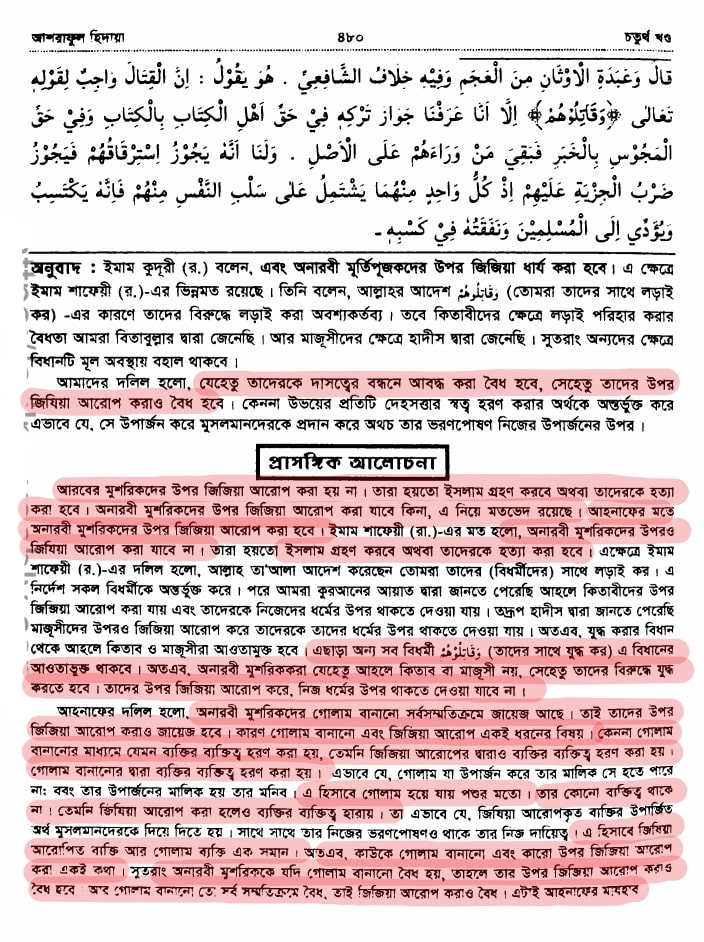 আশরাফুল হিদায়া ৪৮০ চতুর্থ খণ্ড
قَالَ وَعَبَدَةِ الْأَوْثَانِ مِنَ الْعَجَمِ وَفِيْهِ خِلَافُ الشَّافِعِيِّ . هُوَ يَقُوْلُ : اِنَّ الْقِتَالَ وَاجِبٌ لِقَوْلِهٖ
تَعَالٰى ﴿وَقَاتِلُوْهُمْ﴾ اِلَّا اَنَّا عَرَفْنَا جَوَازَ تَرْكِهٖ فِيْ حَقِّ اَهْلِ الْكِتَابِ بِالْكِتَابِ وَفِيْ حَقِّ
الْمَجُوْسِ بِالْخَبَرِ فَبَقِيَ مَنْ وَرَاءَهُمْ عَلَى الْاَصْلِ . وَلَنَا اَنَّهٗ يَجُوْزُ اِسْتِرْقَاقُهُمْ فَيَجُوْزُ
ضَرْبُ الْجِزْيَةِ عَلَيْهِمْ اِذْ كُلُّ وَاحِدٍ مِنْهُمَا يَشْتَمِلُ عَلٰى سَلْبِ النَّفْسِ مِنْهُمْ فَاِنَّهٗ يَكْتَسِبُ
وَيُؤَدِّيْ اِلَى الْمُسْلِمِيْنَ وَنَفَقَتُهٗ فِيْ كَسْبِهٖ ـ
অনুবাদ : ইমাম কুদূরী (র.) বলেন, এবং অনারবী মূর্তিপূজকদের উপর জিজিয়া ধার্য করা হবে। এ ক্ষেত্রে
ইমাম শাফেয়ী (র.)-এর ভিন্নমত রয়েছে। তিনি বলেন, আল্লাহর আদেশ وَقَاتِلُوْهُمْ (তোমরা তাদের সাথে লড়াই
কর) -এর কারণে তাদের বিরুদ্ধে লড়াই করা অবশ্যকর্তব্য। তবে কিতাবীদের ক্ষেত্রে লড়াই পরিহার করার
বৈধতা আমরা কিতাবুল্লার দ্বারা জেনেছি। আর মাজূসীদের ক্ষেত্রে হাদীস দ্বারা জেনেছি। সুতরাং অন্যদের ক্ষেত্রে
বিধানটি মূল অবস্থায় বহাল থাকবে।
আমাদের দলিল হলো, যেহেতু তাদেরকে দাসত্বের বন্ধনে আবদ্ধ করা বৈধ হবে, সেহেতু তাদের উপর
জিযিয়া আরোপ করাও বৈধ হবে। কেননা উভয়ের প্রতিটি দেহসত্তার স্বত্ব হরণ করার অর্থকে অন্তর্ভুক্ত করে
এভাবে যে, সে উপার্জন করে মুসলমানদেরকে প্রদান করে অথচ তার ভরণপোষণ নিজের উপার্জনের উপর।
প্রাসঙ্গিক আলোচনা
আরবের মুশরিকদের উপর জিজিয়া আরোপ করা হয় না। তারা হয়তো ইসলাম গ্রহণ করবে অথবা তাদেরকে হত্যা
করা হবে। অনারবী মুশরিকদের উপর জিজিয়া আরোপ করা যাবে কিনা, এ নিয়ে মতভেদ রয়েছে। আহনাফের মতে
অনারবী মুশরিকদের উপর জিজিয়া আরোপ করা হবে। ইমাম শাফেয়ী (রা.)-এর মত হলো, অনারবী মুশরিকদের উপরও
জিযিয়া আরোপ করা যাবে না। তারা হয়তো ইসলাম গ্রহণ করবে অথবা তাদেরকে হত্যা করা হবে। এক্ষেত্রে ইমাম
শাফেয়ী (র.)-এর দলিল হলো, আল্লাহ তা'আলা আদেশ করেছেন তোমরা তাদের (বিধর্মীদের) সাথে লড়াই কর। এ
নির্দেশ সকল বিধর্মীকে অন্তর্ভুক্ত করে। পরে আমরা কুরআনের আয়াত দ্বারা জানতে পেরেছি আহলে কিতাবীদের উপর
জিজিয়া আরোপ করা যায় এবং তাদেরকে নিজেদের ধর্মের উপর থাকতে দেওয়া যায়। তদ্রূপ হাদীস দ্বারা জানতে পেরেছি
মাজূসীদের উপরও জিজিয়া আরোপ করে তাদেরকে তাদের ধর্মের উপর থাকতে দেওয়া যায়। অতএব, যুদ্ধ করার বিধান
থেকে আহলে কিতাব ও মাজূসীরা আওতামুক্ত হবে। এছাড়া অন্য সব বিধর্মী وَقَاتِلُوْهُمْ (তাদের সাথে যুদ্ধ কর) এ বিধানের
আওতাভুক্ত থাকবে। অতএব, অনারবী মুশরিকরা যেহেতু আহলে কিতাব বা মাজূসী নয়, সেহেতু তাদের বিরুদ্ধে যুদ্ধ
করতে হবে। তাদের উপর জিজিয়া আরোপ করে, নিজ ধর্মের উপর থাকতে দেওয়া যাবে না।
আহনাফের দলিল হলো, অনারবী মুশরিকদের গোলাম বানানো সর্বসম্মতিক্রমে জায়েজ আছে। তাই তাদের উপর
জিজিয়া আরোপ করাও জায়েজ হবে। কারণ গোলাম বানানো এবং জিজিয়া আরোপ একই ধরনের বিষয়। কেননা গোলাম
বানানোর মাধ্যমে যেমন ব্যক্তির ব্যক্তিত্ব হরণ করা হয়, তেমনি জিজিয়া আরোপের দ্বারাও ব্যক্তির ব্যক্তিত্ব হরণ করা হয়।
গোলাম বানানোর দ্বারা ব্যক্তির ব্যক্তিত্ব হরণ করা হয়। এভাবে যে, গোলাম যা উপার্জন করে তার মালিক সে হতে পারে
না; বরং তার উপার্জনের মালিক হয় তার মনিব। এ হিসাবে গোলাম হয়ে যায় পশুর মতো। তার কোনো ব্যক্তিত্ব থাকে
না। তেমনি জিযিয়া আরোপ করা হলেও ব্যক্তির ব্যক্তিত্ব হারায়। তা এভাবে যে, জিযিয়া আরোপকৃত ব্যক্তির উপার্জিত
অর্থ মুসলমানদেরকে দিয়ে দিতে হয়। সাথে সাথে তার নিজের ভরণপোষণও থাকে তার নিজ দায়িত্বে। এ হিসাবে জিযিয়া
আরোপিত ব্যক্তি আর গোলাম ব্যক্তি এক সমান। অতএব, কাউকে গোলাম বানানো এবং কারো উপর জিজিয়া আরোপ
করা একই কথা। সুতরাং অনারবী মুশরিককে যদি গোলাম বানানো বৈধ হয়, তাহলে তার উপর জিজিয়া আরোপ করাও
বৈধ হবে। আর গোলাম বানানো তো সর্ব সম্মতিক্রমে বৈধ, তাই জিজিয়া আরোপ করাও বৈধ। এটাই আহনাফের মাযহাব